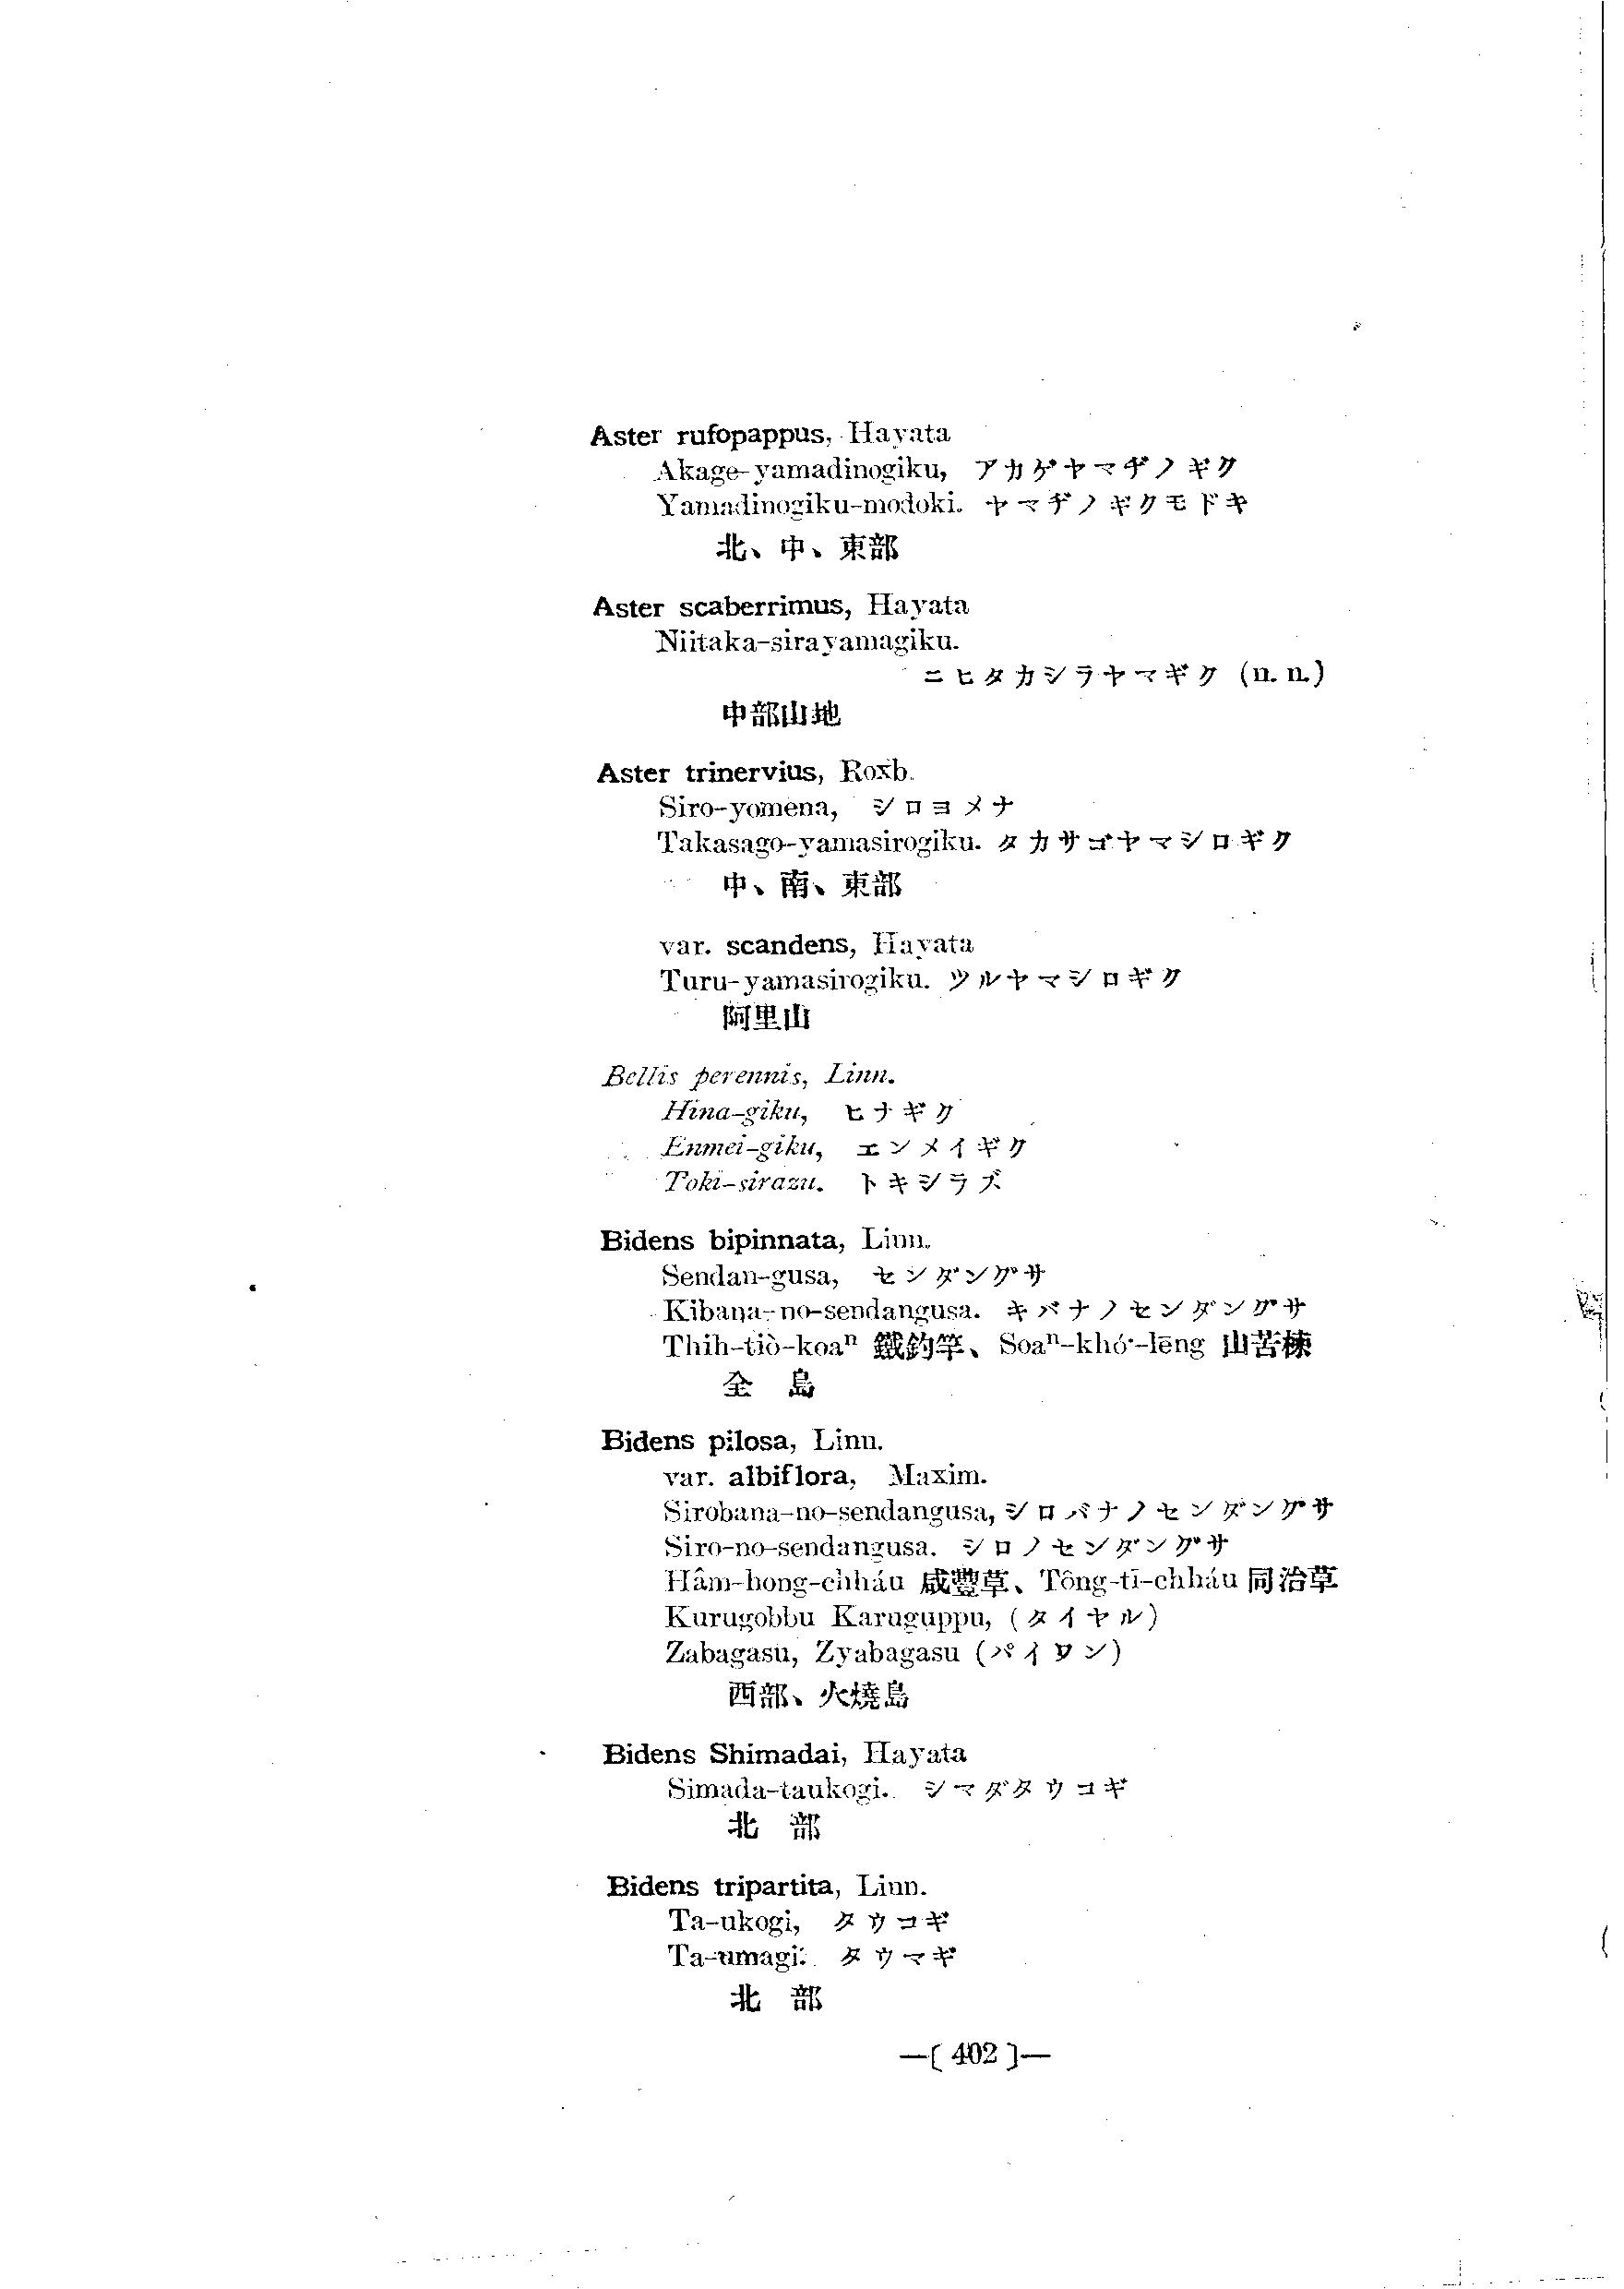 Aster rufopappus, Hayata
Akage-yamadinogiku, アカゲヤマヂノギク
Yamadinogiku-modoki. ヤマヂノギクモドキ
北、中、東部
Aster scaberrimus, Hayata
Niitaka-sirayamagiku.
ニヒタカシラヤマギク (n. n.)
中部山地
Aster trinervius, Roxb.
Siro-yomena, シロヨメナ
Takasago-yamasirogiku. タカサゴヤマシロギク
中、南、東部
var. scandens, Hayata
Turu-yamasirogiku. ツルヤマシロギク
阿里山
Bellis perennis, Linn.
Hina-giku, ヒナギク
Enmei-giku, エンメイギク
Toki-sirazu. トキシラズ
Bidens bipinnata, Linn.
Sendan-gusa, センダングサ
Kibana-no-sendangusa. キバナノセンダングサ
Thih-tiò-koaⁿ 鐵釣竿、Soaⁿ-khó·-lēng 山苦楝
全 島
Bidens pilosa, Linn.
var. albiflora, Maxim.
Sirobana-no-sendangusa, シロバナノセンダングサ
Siro-no-sendangusa. シロノセンダングサ
Hâm-hong-chháu 咸豐草、Tông-tī-chháu 同治草
Kurugobbu Karuguppu, (タイヤル)
Zabagasu, Zyabagasu (パイワン)
西部、火燒島
Bidens Shimadai, Hayata
Simada-taukogi. シマダタウコギ
北 部
Bidens tripartita, Linn.
Ta-ukogi, タウコギ
Ta-umagi. タウマギ
北 部
—( 402 )—